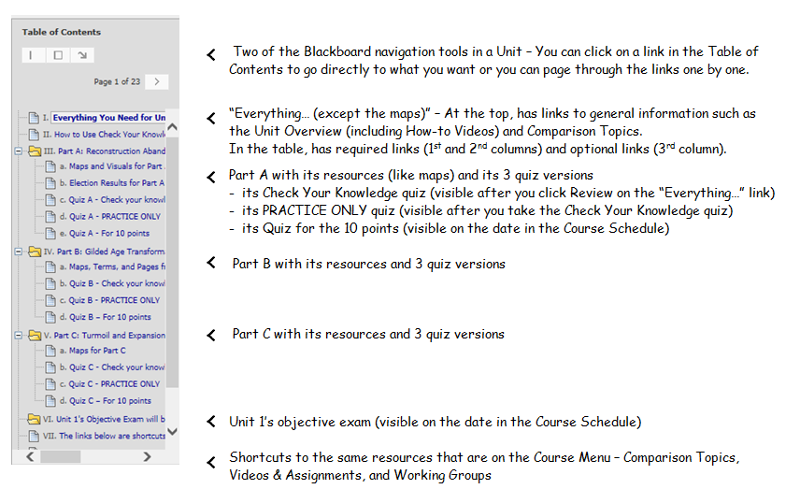 Table of Contents
Page 1 of 23
I. Everything You Need for Un
II. How to Use Check Your Knowl
III. Part A: Reconstruction Aband
a. Maps and Visuals for Part
b. Election Results for Part A
c. Quiz A - Check your knowl
d. Quiz A - PRACTICE ONLY
e. Quiz A - For 10 points
IV. Part B: Gilded Age Transform
a. Maps, Terms, and Pages f
b. Quiz B - Check your know
c. Quiz B - PRACTICE ONLY
d. Quiz B – For 10 points
V. Part C: Turmoil and Expansion
a. Maps for Part C
b. Quiz C - Check your know
c. Quiz C - PRACTICE ONLY
d. Quiz C – For 10 points
VI. Unit 1's Objective Exam will b
VII. The links below are shortcuts
Two of the Blackboard navigation tools in a Unit – You can click on a link in the Table of
Contents to go directly to what you want or you can page through the links one by one.
“Everything… (except the maps)” – At the top, has links to general information such as
the Unit Overview (including How-to Videos) and Comparison Topics.
In the table, has required links (1st and 2nd columns) and optional links (3rd column).
Part A with its resources (like maps) and its 3 quiz versions
- its Check Your Knowledge quiz (visible after you click Review on the “Everything…” link)
- its PRACTICE ONLY quiz (visible after you take the Check Your Knowledge quiz)
- its Quiz for the 10 points (visible on the date in the Course Schedule)
Part B with its resources and 3 quiz versions
Part C with its resources and 3 quiz versions
Unit 1’s objective exam (visible on the date in the Course Schedule)
Shortcuts to the same resources that are on the Course Menu – Comparison Topics,
Videos & Assignments, and Working Groups